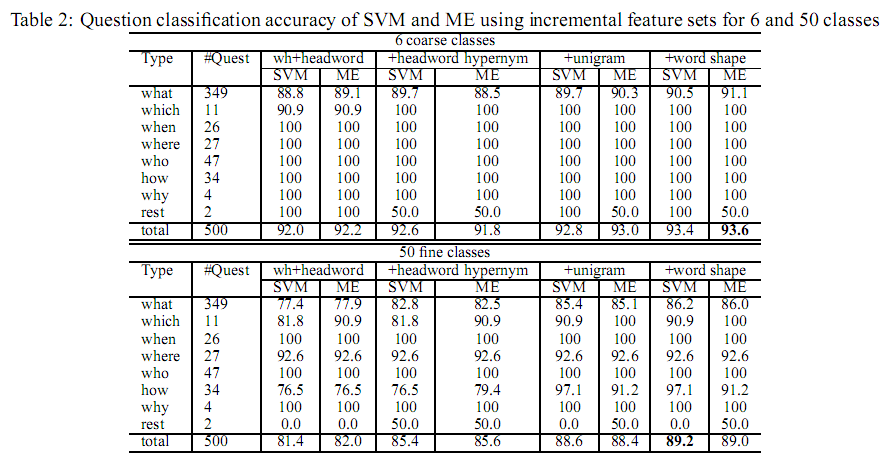 Table 2: Question classification accuracy of SVM and ME using incremental feature sets for 6 and 50 classes
6 coarse classes
Type #Quest wh+headword +headword hypernym +unigram +word shape
SVM ME SVM ME SVM ME SVM ME
what 349 88.8 89.1 89.7 88.5 89.7 90.3 90.5 91.1
which 11 90.9 90.9 100 100 100 100 100 100
when 26 100 100 100 100 100 100 100 100
where 27 100 100 100 100 100 100 100 100
who 47 100 100 100 100 100 100 100 100
how 34 100 100 100 100 100 100 100 100
why 4 100 100 100 100 100 100 100 100
rest 2 100 100 50.0 50.0 100 50.0 100 50.0
total 500 92.0 92.2 92.6 91.8 92.8 93.0 93.4 93.6
50 fine classes
Type #Quest wh+headword +headword hypernym +unigram +word shape
SVM ME SVM ME SVM ME SVM ME
what 349 77.4 77.9 82.8 82.5 85.4 85.1 86.2 86.0
which 11 81.8 90.9 81.8 90.9 90.9 100 90.9 100
when 26 100 100 100 100 100 100 100 100
where 27 92.6 92.6 92.6 92.6 92.6 92.6 92.6 92.6
who 47 100 100 100 100 100 100 100 100
how 34 76.5 76.5 76.5 79.4 97.1 91.2 97.1 91.2
why 4 100 100 100 100 100 100 100 100
rest 2 0.0 0.0 50.0 50.0 0.0 50.0 0.0 50.0
total 500 81.4 82.0 85.4 85.6 88.6 88.4 89.2 89.0